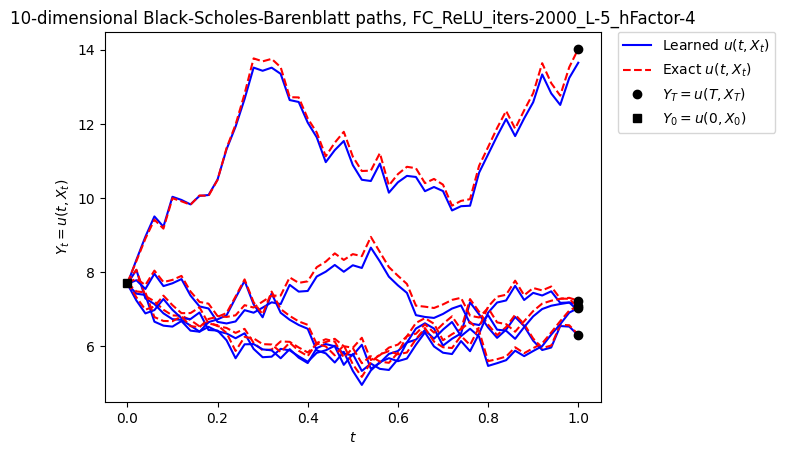 10-dimensional Black-Scholes-Barenblatt paths, FC_ReLU_iters-2000_L-5_hFactor-4
Learned u(t, X_t)
Exact u(t, X_t)
Y_T = u(T, X_T)
Y_0 = u(0, X_0)
Y_t = u(t, X_t)
14
12
10
8
6
0.0 0.2 0.4 0.6 0.8 1.0
t